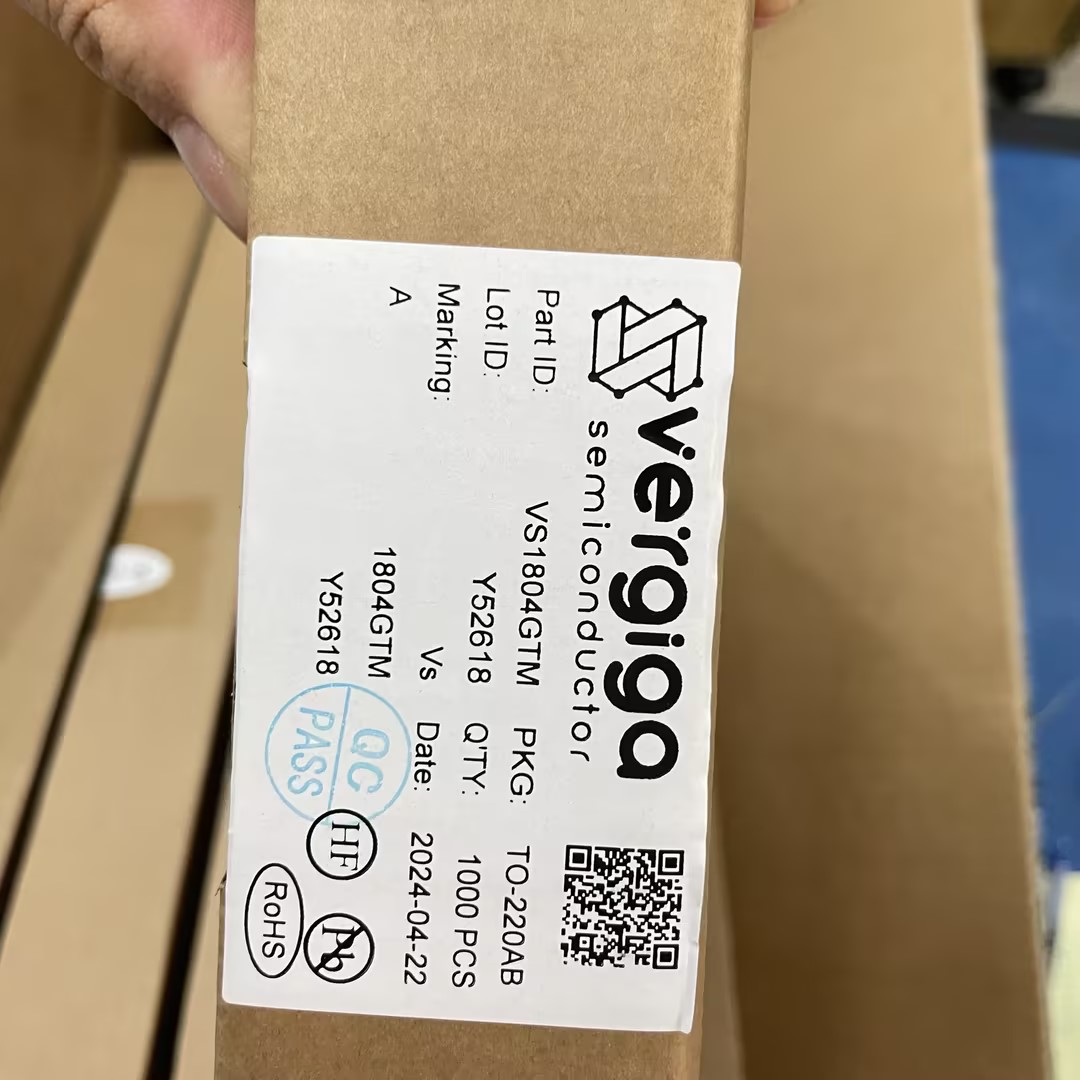 vergiga
semiconductor
Part ID: VS1804GTM PKG: TO-220AB
Lot ID: Y52618 Q'TY: 1000 PCS
Marking: Vs Date: 2024-04-22
A 1804GTM
Y52618
QC
PASS
HF
Pb
RoHS